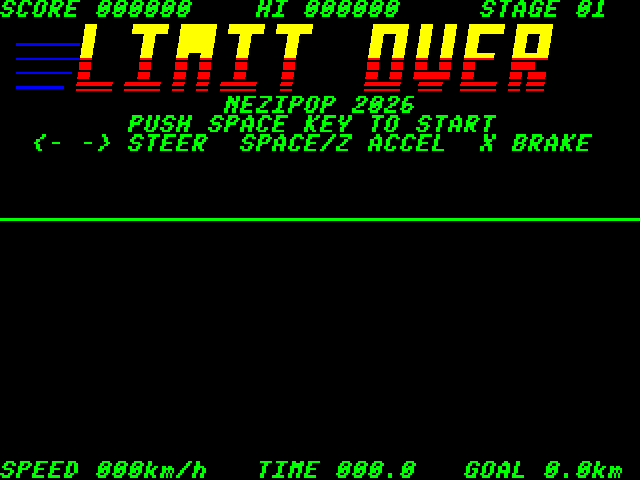 SCORE 000000 HI 000000 STAGE 01
LIMIT OVER
NEZIPOP 2026
PUSH SPACE KEY TO START
<- -> STEER SPACE/Z ACCEL X BRAKE
SPEED 000km/h TIME 000.0 GOAL 0.0km